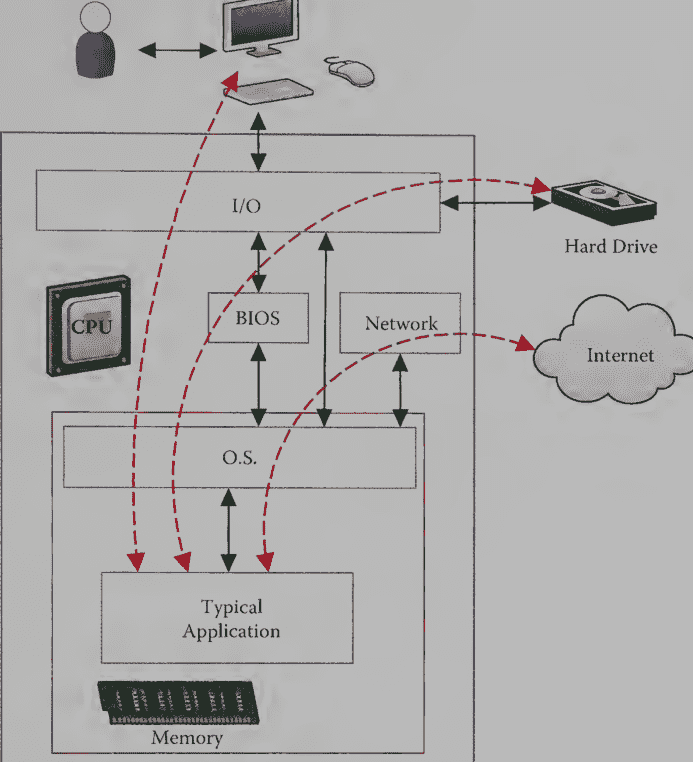 I/O
Hard Drive
CPU
BIOS
Network
Internet
O.S.
Typical
Application
Memory